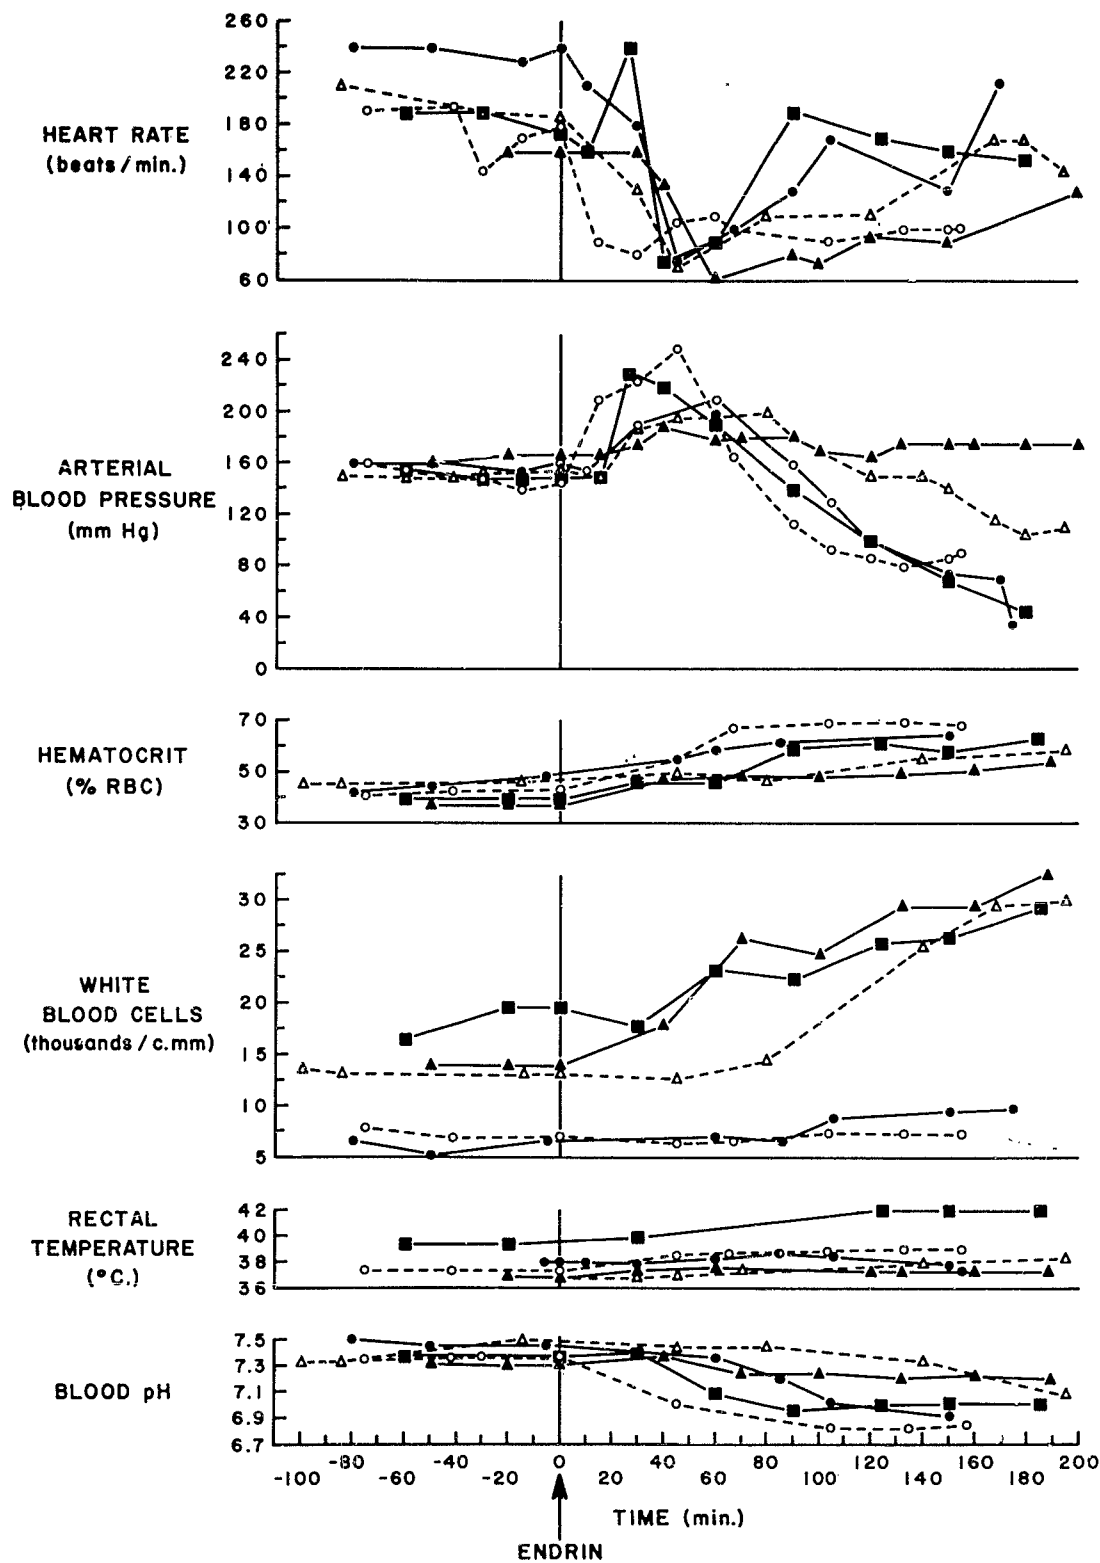 260
220
180
140
100
60
HEART RATE
(beats/min.)
240
200
160
120
80
40
0
ARTERIAL
BLOOD PRESSURE
(mm Hg)
70
50
30
HEMATOCRIT
(% RBC)
30
25
20
15
10
5
WHITE
BLOOD CELLS
(thousands/c.mm)
42
40
38
36
RECTAL
TEMPERATURE
(°C.)
7.5
7.3
7.1
6.9
6.7
BLOOD pH
-100 -80 -60 -40 -20 0 20 40 60 80 100 120 140 160 180 200
TIME (min.)
ENDRIN